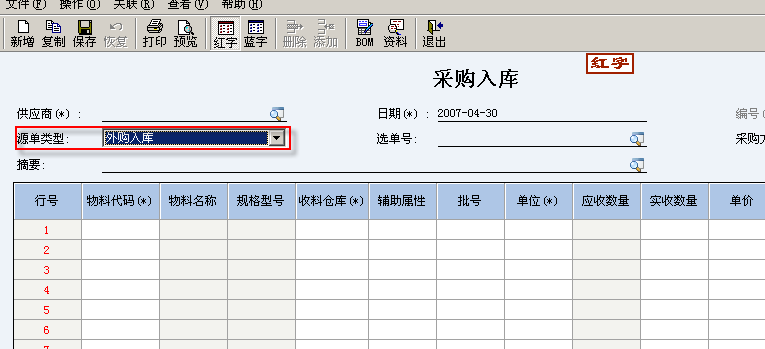 文件(F) 操作(O) 关联(R) 查看(V) 帮助(H)
新增 复制 保存 恢复 打印 预览 红字 蓝字 删除 添加 BOM 资料 退出
红字
采购入库
供应商(*): 日期(*): 2007-04-30 编号(
源单类型: 外购入库 选单号: 采购方
摘要:
行号 物料代码(*) 物料名称 规格型号 收料仓库(*) 辅助属性 批号 单位(*) 应收数量 实收数量 单价
1
2
3
4
5
6